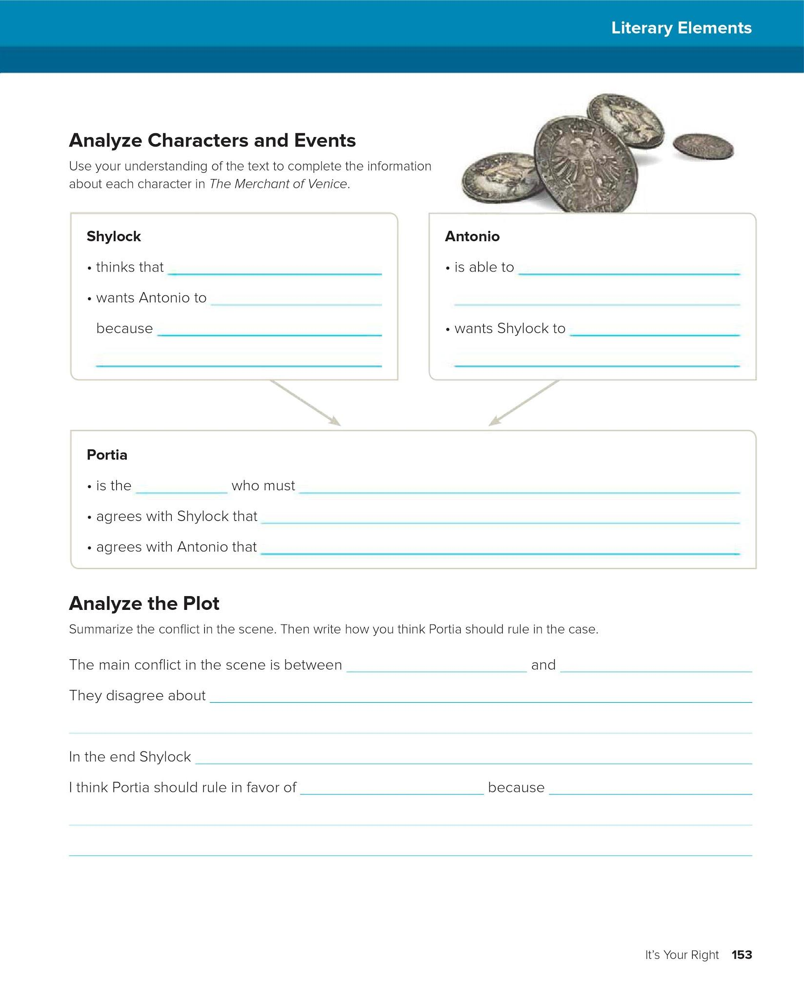 Literary Elements
Analyze Characters and Events
Use your understanding of the text to complete the information
about each character in The Merchant of Venice.
Shylock
• thinks that
• wants Antonio to
because
Antonio
• is able to
• wants Shylock to
Portia
• is the who must
• agrees with Shylock that
• agrees with Antonio that
Analyze the Plot
Summarize the conflict in the scene. Then write how you think Portia should rule in the case.
The main conflict in the scene is between and
They disagree about
In the end Shylock
I think Portia should rule in favor of because
It's Your Right 153